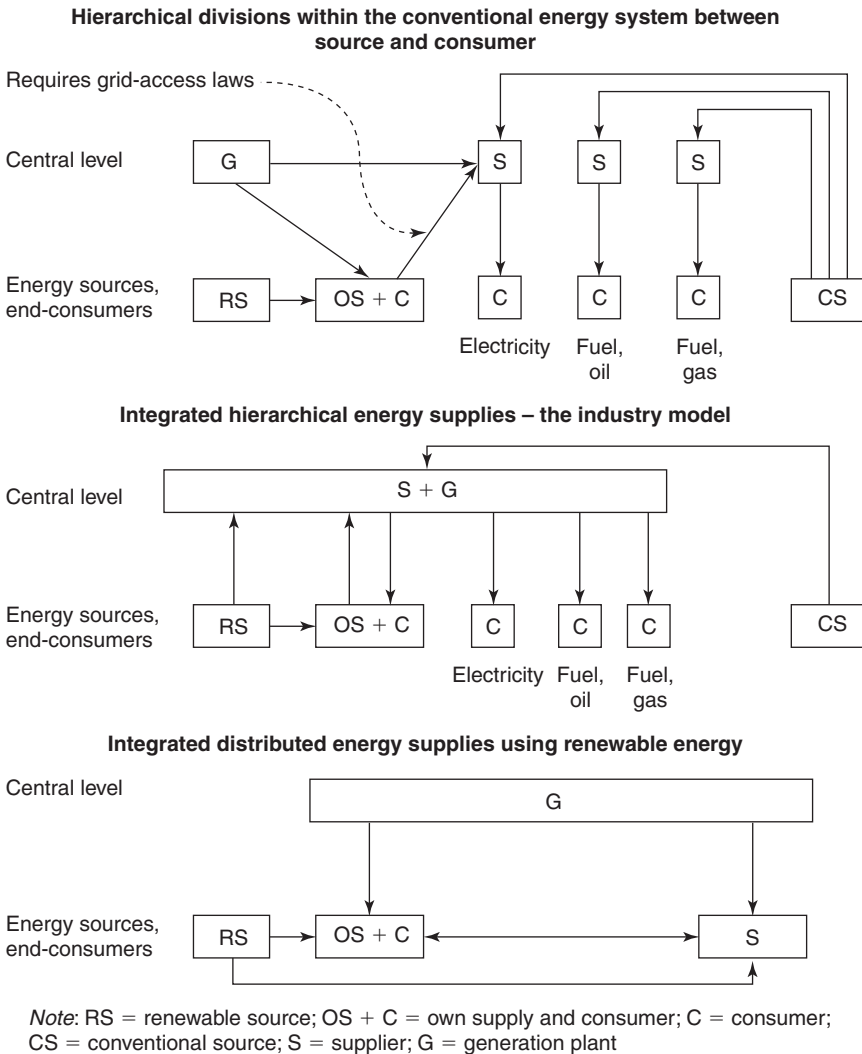 Hierarchical divisions within the conventional energy system between
source and consumer
Requires grid-access laws
Central level
G
S
S
S
Energy sources,
end-consumers
RS
OS + C
C
C
C
CS
Electricity
Fuel,
oil
Fuel,
gas
Integrated hierarchical energy supplies – the industry model
Central level
S + G
Energy sources,
end-consumers
RS
OS + C
C
C
C
CS
Electricity
Fuel,
oil
Fuel,
gas
Integrated distributed energy supplies using renewable energy
Central level
G
Energy sources,
end-consumers
RS
OS + C
S
Note: RS = renewable source; OS + C = own supply and consumer; C = consumer;
CS = conventional source; S = supplier; G = generation plant